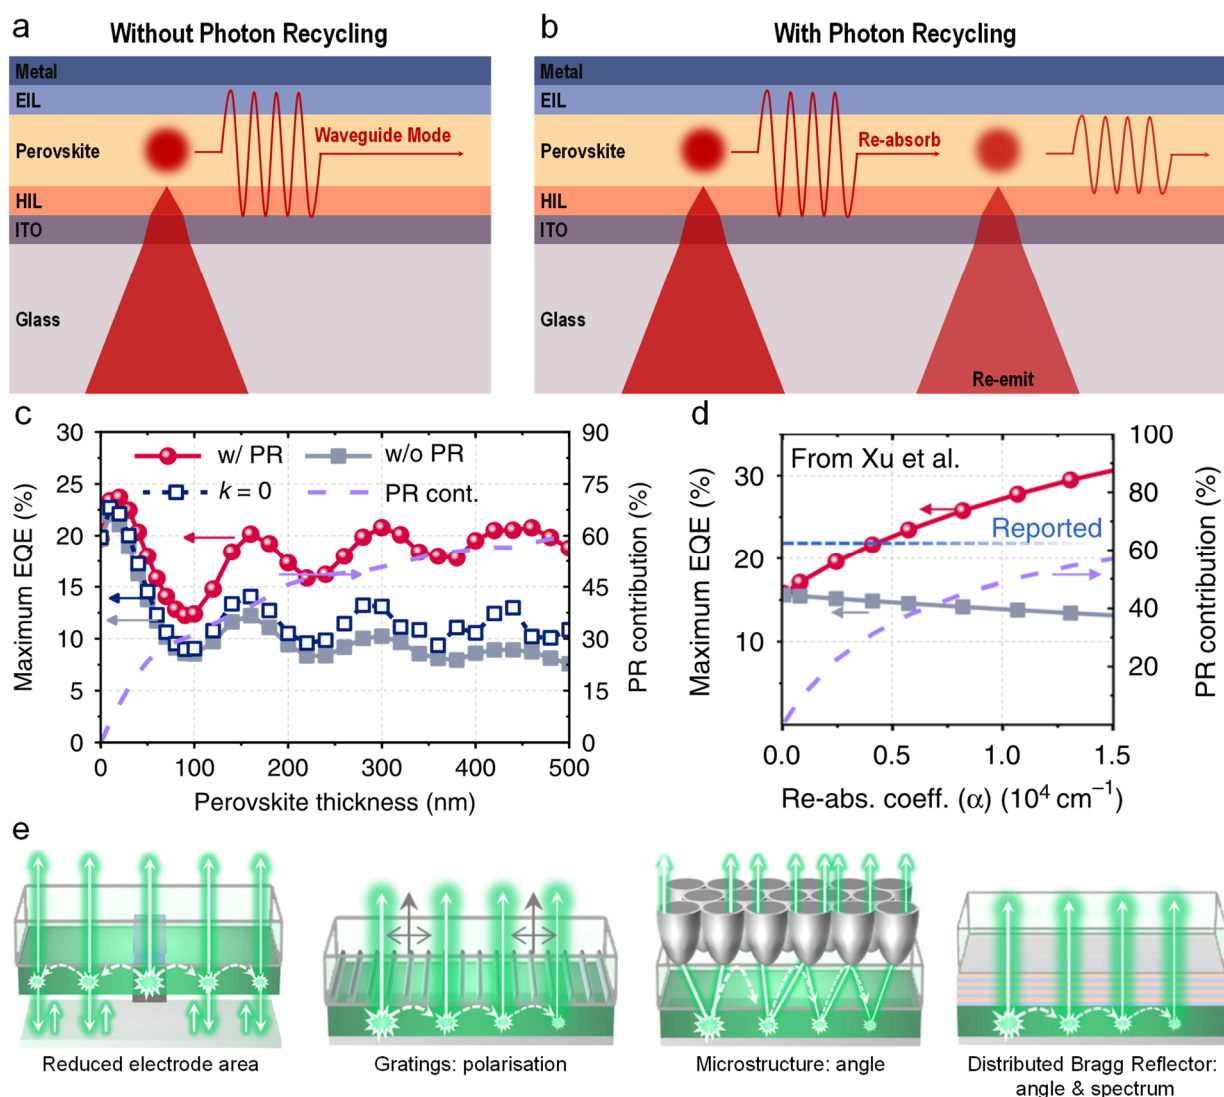 a
Without Photon Recycling
Metal
EIL
Perovskite
HIL
ITO
Glass
Waveguide Mode
b
With Photon Recycling
Metal
EIL
Perovskite
HIL
ITO
Glass
Re-absorb
Re-emit
c
Maximum EQE (%)
30
25
20
15
10
5
0
w/ PR
w/o PR
k = 0
PR cont.
90
75
60
45
30
15
0
PR contribution (%)
0
100
200
300
400
500
Perovskite thickness (nm)
d
Maximum EQE (%)
30
20
10
From Xu et al.
Reported
100
80
60
40
20
PR contribution (%)
0.0
0.5
1.0
1.5
Re-abs. coeff. (α) (10⁴ cm⁻¹)
e
Reduced electrode area
Gratings: polarisation
Microstructure: angle
Distributed Bragg Reflector:
angle & spectrum